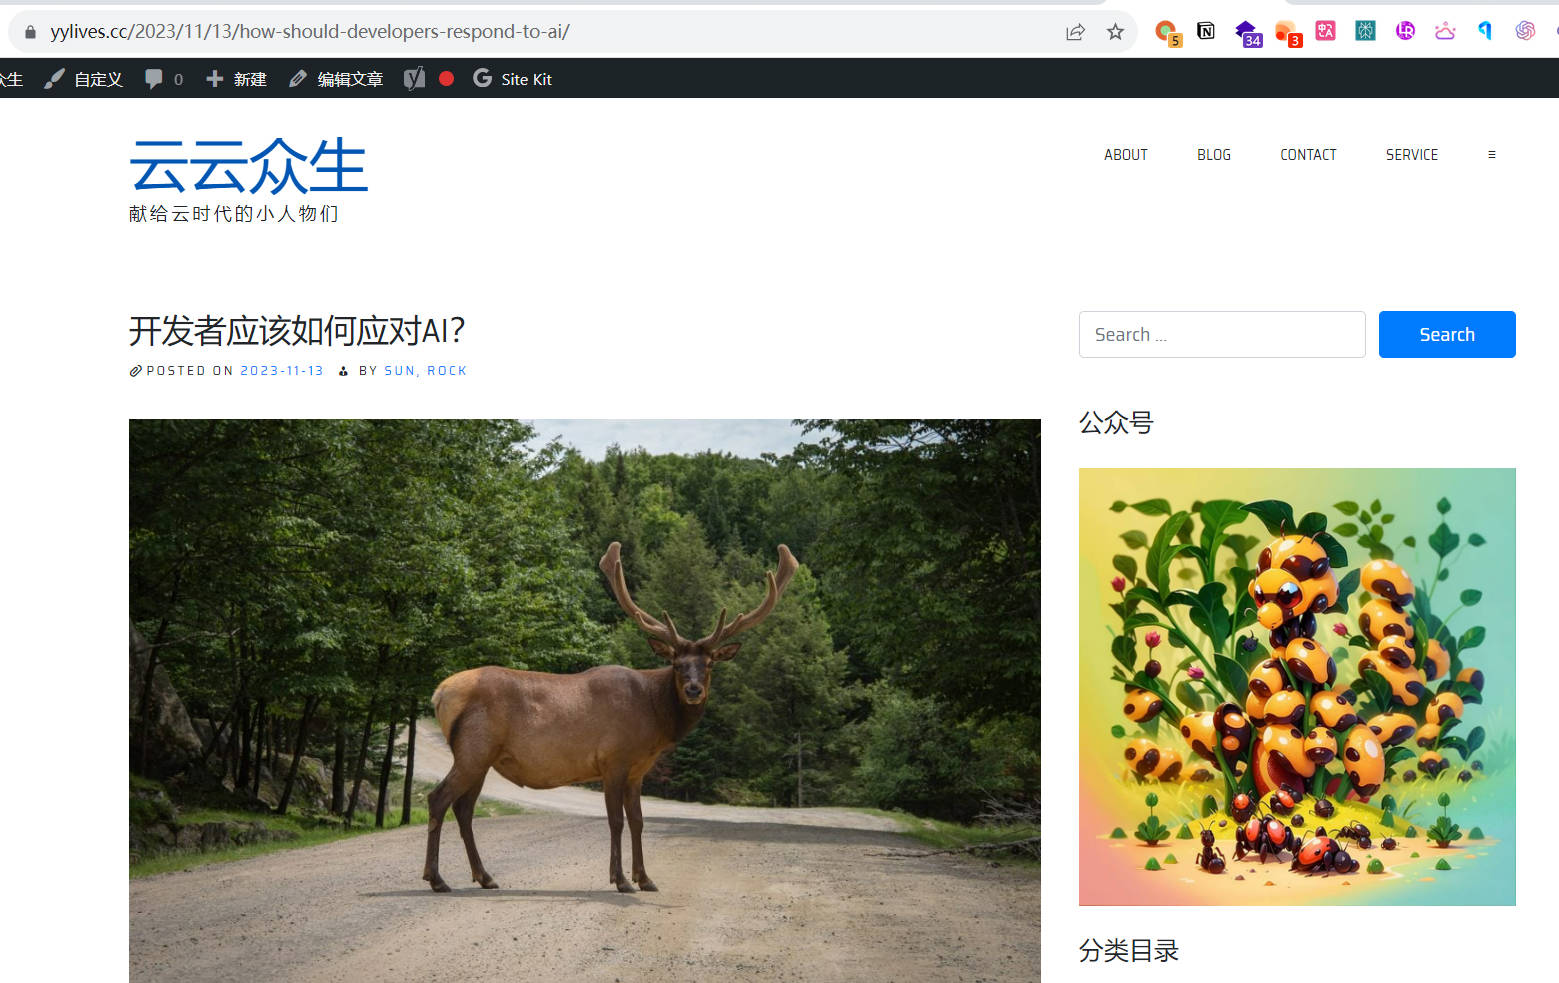 yylives.cc/2023/11/13/how-should-developers-respond-to-ai/
5
34
3
众生
自定义
0
新建
编辑文章
Site Kit
云云众生
献给云时代的小人物们
ABOUT
BLOG
CONTACT
SERVICE
开发者应该如何应对AI？
POSTED ON 2023-11-13 BY SUN, ROCK
Search ...
Search
公众号
分类目录